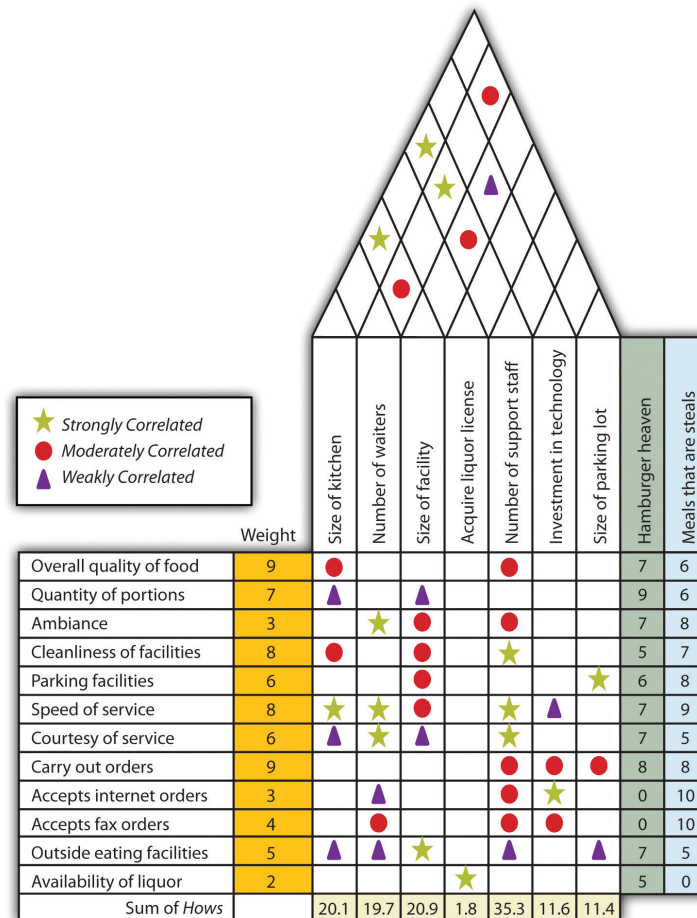 Strongly Correlated
Moderately Correlated
Weakly Correlated
Weight
Size of kitchen
Number of waiters
Size of facility
Acquire liquor license
Number of support staff
Investment in technology
Size of parking lot
Hamburger heaven
Meals that are steals
Overall quality of food 9 7 6
Quantity of portions 7 9 6
Ambiance 3 7 8
Cleanliness of facilities 8 5 7
Parking facilities 6 6 8
Speed of service 8 7 9
Courtesy of service 6 7 5
Carry out orders 9 8 8
Accepts internet orders 3 0 10
Accepts fax orders 4 0 10
Outside eating facilities 5 7 5
Availability of liquor 2 5 0
Sum of Hows 20.1 19.7 20.9 1.8 35.3 11.6 11.4